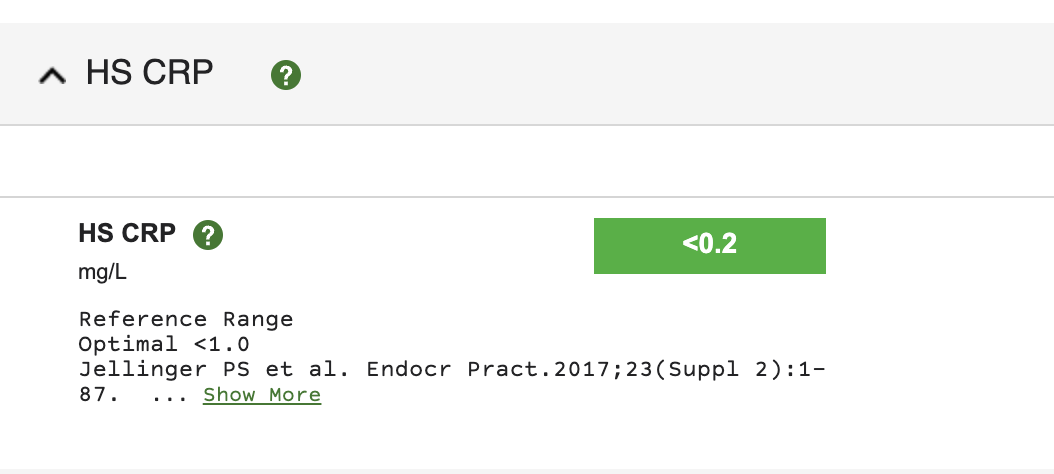 HS CRP ?
HS CRP ?
<0.2
mg/L
Reference Range
Optimal <1.0
Jellinger PS et al. Endocr Pract.2017;23(Suppl 2):1-
87. ... Show More